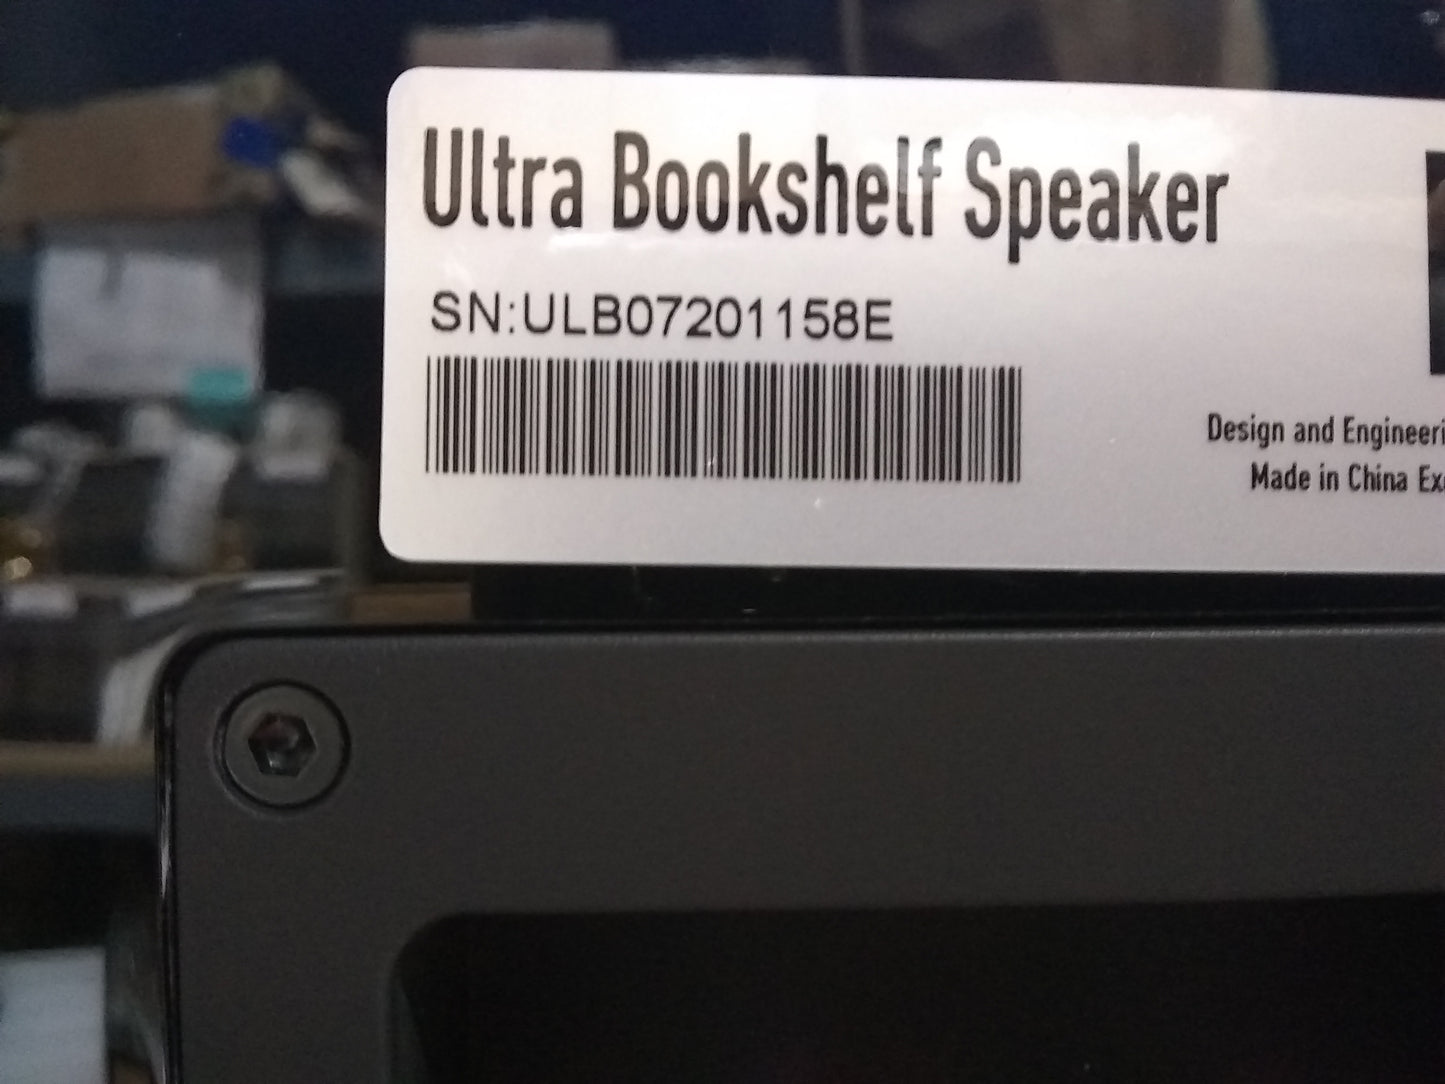 Ultra Bookshelf Speaker
SN:ULB07201158E
Design and Engineeri
Made in China Ex